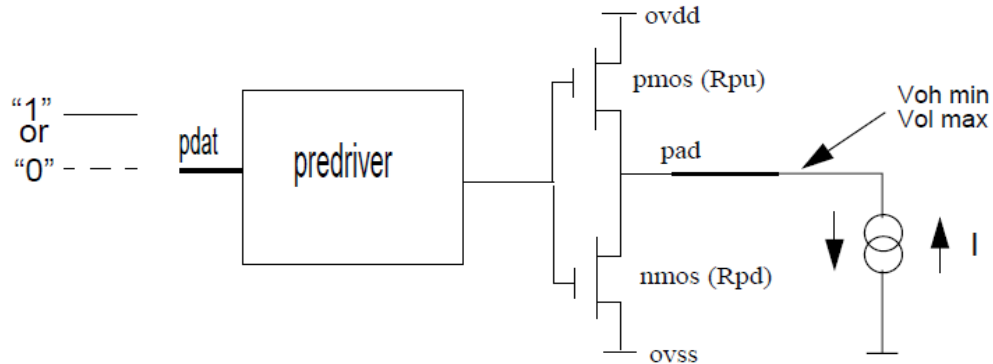 “1”
or
“0”
pdat
predriver
ovdd
pmos (Rpu)
pad
nmos (Rpd)
ovss
Voh min
Vol max
I